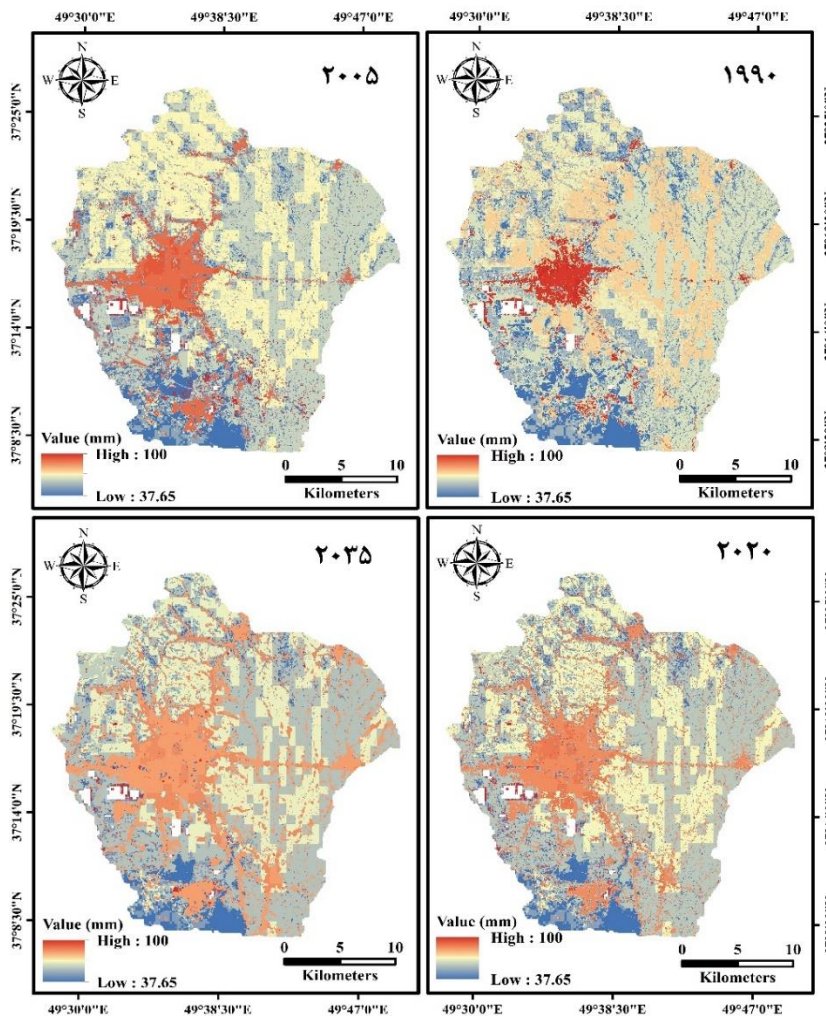 49°30'0"E 49°38'30"E 49°47'0"E 49°30'0"E 49°38'30"E 49°47'0"E
N
W E
S
۲۰۰۵
37°25'0"N
37°19'30"N
37°14'0"N
37°8'30"N
Value (mm)
High : 100
Low : 37.65
0 5 10
Kilometers
N
W E
S
۱۹۹۰
Value (mm)
High : 100
Low : 37.65
0 5 10
Kilometers
N
W E
S
۲۰۳۵
37°25'0"N
37°19'30"N
37°14'0"N
37°8'30"N
Value (mm)
High : 100
Low : 37.65
0 5 10
Kilometers
N
W E
S
۲۰۲۰
Value (mm)
High : 100
Low : 37.65
0 5 10
Kilometers
49°30'0"E 49°38'30"E 49°47'0"E 49°30'0"E 49°38'30"E 49°47'0"E